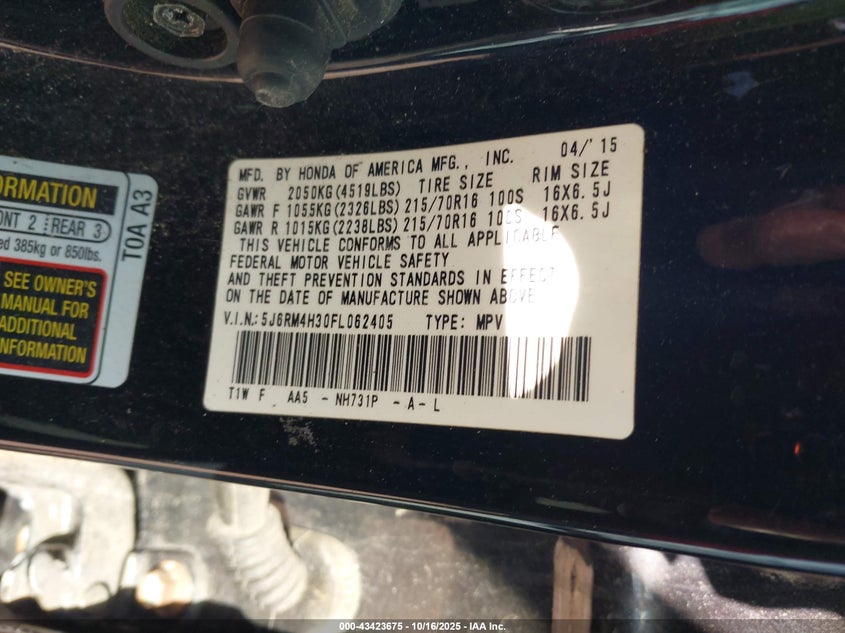 MFD. BY HONDA OF AMERICA MFG., INC. 04/'15
GVWR 2050KG(4519LBS) TIRE SIZE RIM SIZE
GAWR F 1055KG(2326LBS) 215/70R16 100S 16X6.5J
GAWR R 1015KG(2238LBS) 215/70R16 100S 16X6.5J
THIS VEHICLE CONFORMS TO ALL APPLICABLE
FEDERAL MOTOR VEHICLE SAFETY
AND THEFT PREVENTION STANDARDS IN EFFECT
ON THE DATE OF MANUFACTURE SHOWN ABOVE
V.I.N.:5J6RM4H30FL062405 TYPE: MPV
T1W F AA5 - NH731P - A- L
ONT 2 REAR 3
ed 385kg or 850lbs.
SEE OWNER'S
MANUAL FOR
ADDITIONAL
INFORMATION
T0A A3
000-43423675 - 10/16/2025 - IAA Inc.